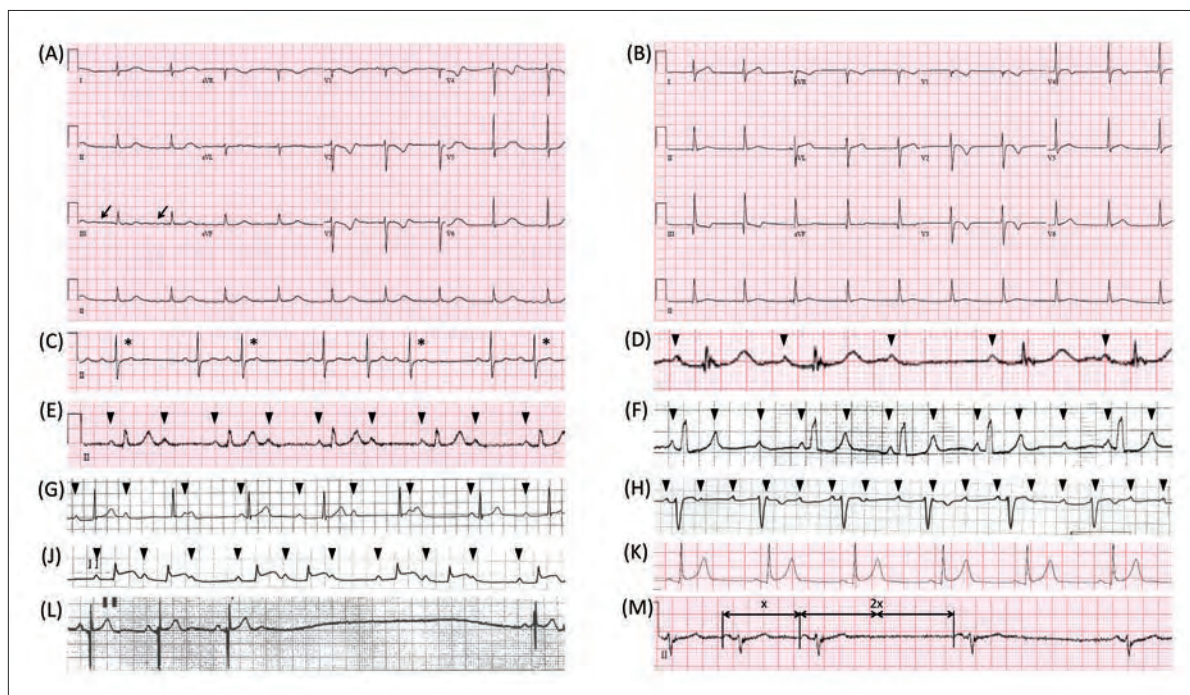 (A)
I aVR V1 V4
II aVL V2 V5
III aVF V3 V6
II
(B)
I aVR V1 V4
II aVL V2 V5
III aVF V3 V6
II
(C) * * * *
II
(D)
(E)
II
(F)
(G)
(H)
(J)
II
(K)
(L)
(M) x 2x
II